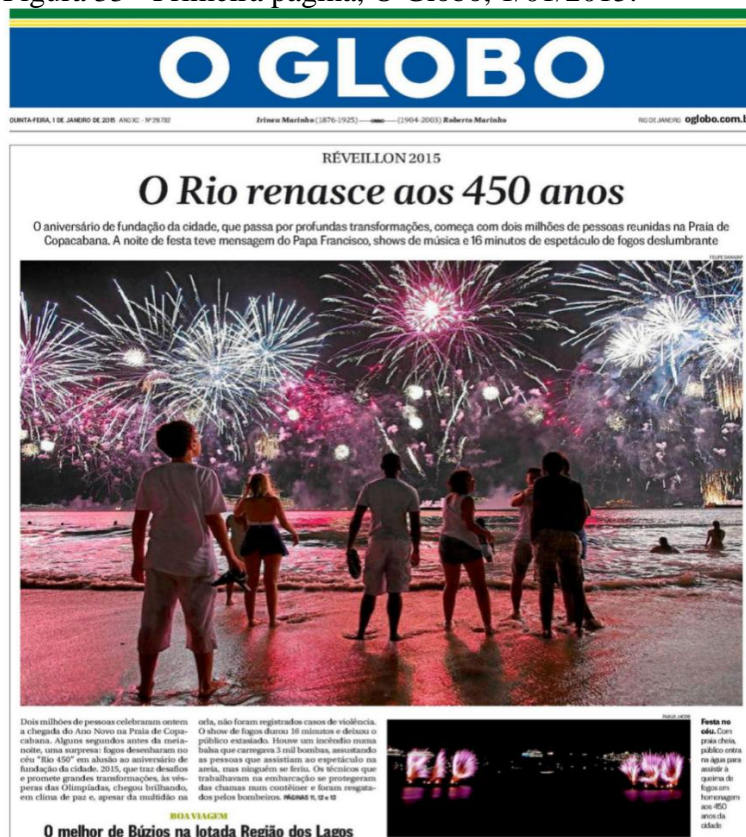 Figura 33 - Primeira página, O Globo, 1/01/2015.
O GLOBO
QUINTA-FEIRA, 1 DE JANEIRO DE 2015 ANO XC - Nº 29.732
Irineu Marinho (1876-1925) (1904-2003) Roberto Marinho
RIO DE JANEIRO oglobo.com.b
RÉVEILLON 2015
O Rio renasce aos 450 anos
O aniversário de fundação da cidade, que passa por profundas transformações, começa com dois milhões de pessoas reunidas na Praia de
Copacabana. A noite de festa teve mensagem do Papa Francisco, shows de música e 16 minutos de espetáculo de fogos deslumbrante
Dois milhões de pessoas celebraram ontem
a chegada do Ano Novo na Praia de Copa-
cabana. Alguns segundos antes da meia-
noite, uma surpresa: fogos desenharam no
céu "Rio 450" em alusão ao aniversário de
fundação da cidade. 2015, que traz desafios
e promete grandes transformações, às vés-
peras das Olimpíadas, chegou brilhando,
em clima de paz e, apesar da multidão na
orla, não foram registrados casos de violência.
O show de fogos durou 16 minutos e deixou o
público extasiado. Houve um incêndio numa
balsa que carregava 3 mil bombas, assustando
as pessoas que assistiam ao espetáculo na
areia, mas ninguém se feriu. Os técnicos que
trabalhavam na embarcação se protegeram
das chamas num contêiner e foram resgata-
dos pelos bombeiros. PÁGINAS 11, 12 e 13
RIO 450
Festa no
céu. Com
praia cheia,
público entra
na água para
assistir à
queima de
fogos em
homenagem
aos 450
anos da
cidade
BOA VIAGEM
O melhor de Búzios na lotada Região dos Lagos